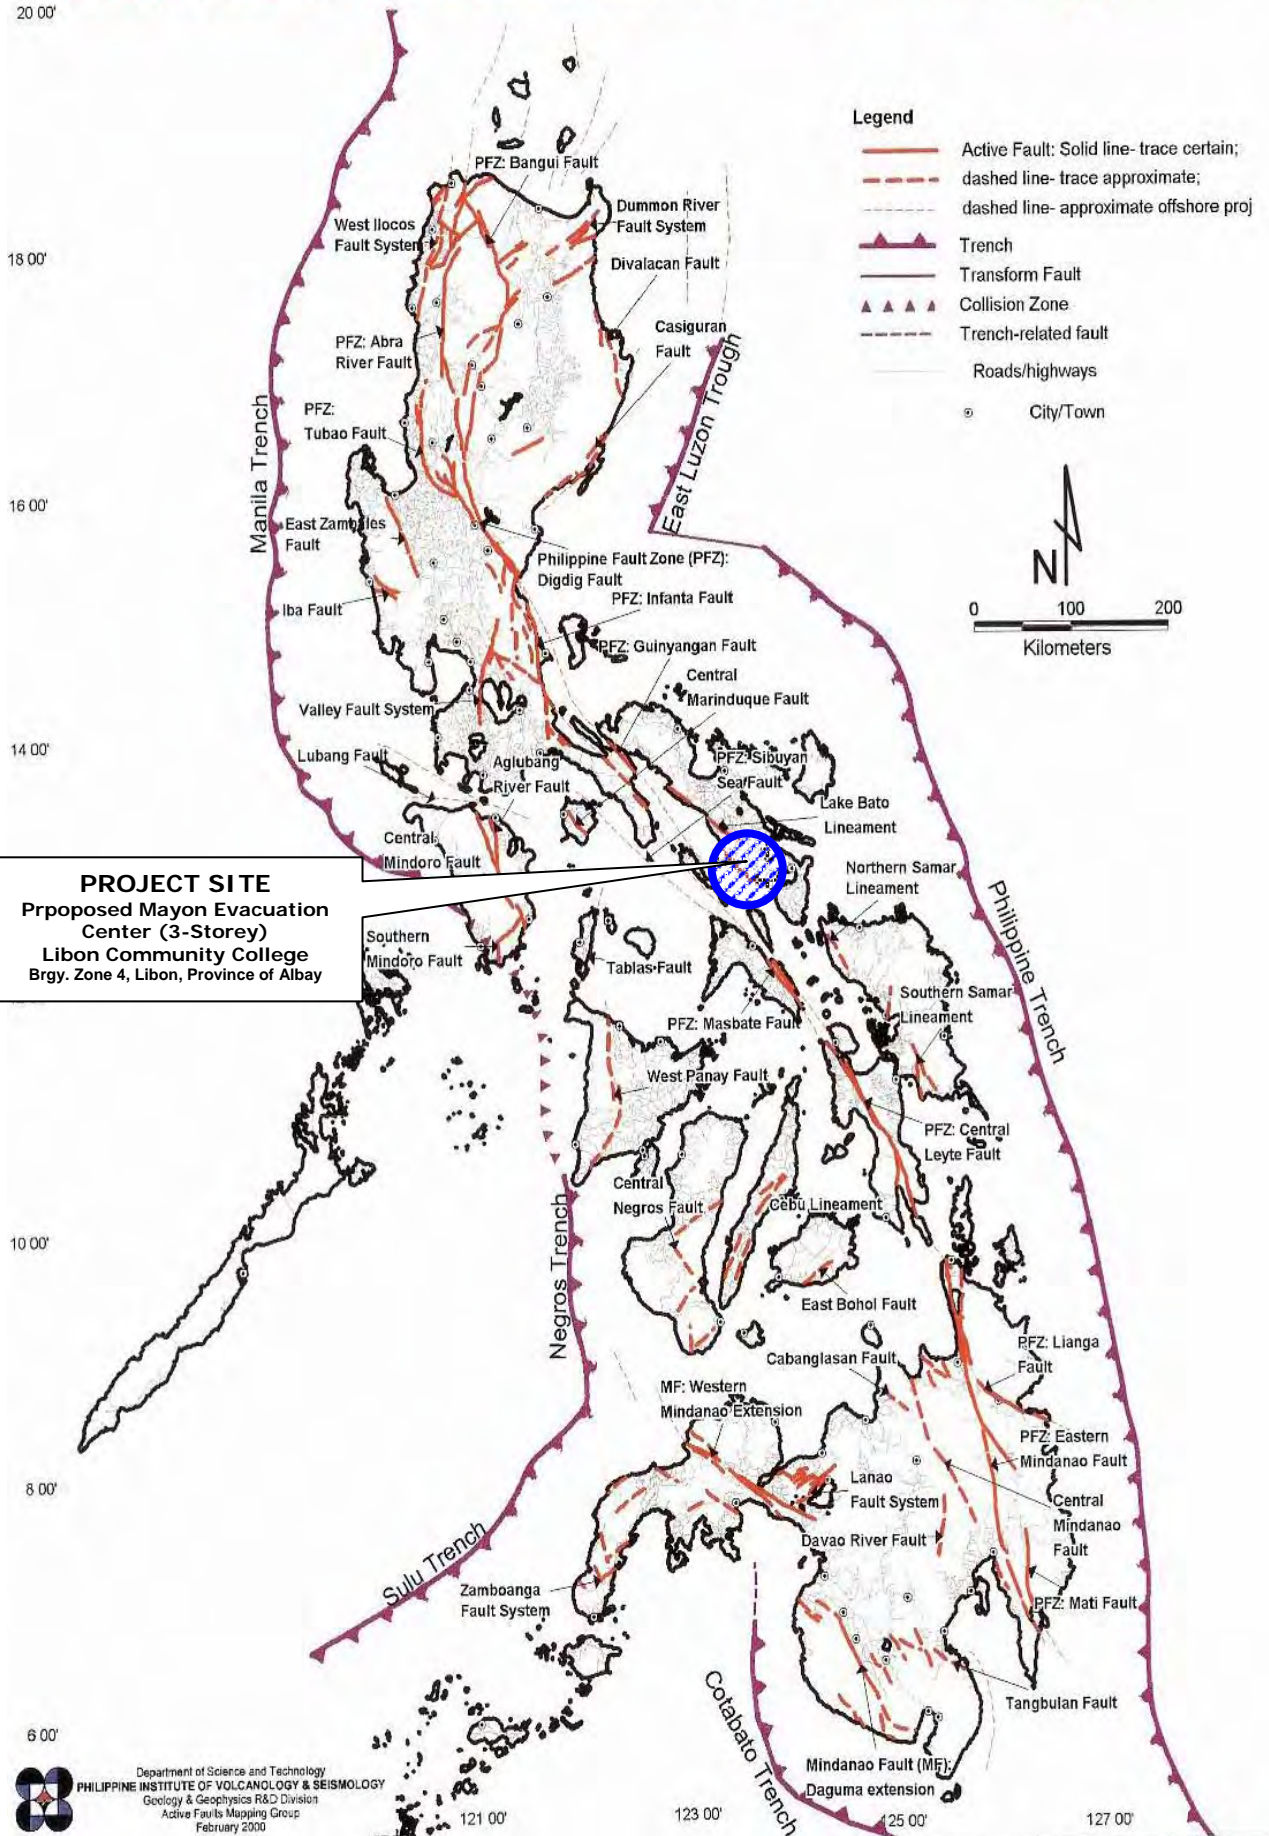 20 00'
Legend
Active Fault: Solid line- trace certain;
dashed line- trace approximate;
dashed line- approximate offshore proj
Trench
Transform Fault
Collision Zone
Trench-related fault
Roads/highways
City/Town
N
0 100 200
Kilometers
PFZ: Bangui Fault
West Ilocos
Fault System
Dummon River
Fault System
18 00'
Divalacan Fault
PFZ: Abra
River Fault
Casiguran
Fault
PFZ:
Tubao Fault
Manila Trench
East Luzon Trough
16 00'
East Zambales
Fault
Philippine Fault Zone (PFZ):
Digdig Fault
Iba Fault
PFZ: Infanta Fault
PFZ: Guinyangan Fault
Central
Marinduque Fault
Valley Fault System
14 00'
Lubang Fault
Aglubang
River Fault
PFZ: Sibuyan
Sea Fault
Lake Bato
Lineament
Central
Mindoro Fault
Northern Samar
Lineament
PROJECT SITE
Prpoposed Mayon Evacuation
Center (3-Storey)
Libon Community College
Brgy. Zone 4, Libon, Province of Albay
Southern
Mindoro Fault
Tablas Fault
Philippine Trench
Southern Samar
Lineament
PFZ: Masbate Fault
West Panay Fault
PFZ: Central
Leyte Fault
Central
Negros Fault
Cebu Lineament
10 00'
Negros Trench
East Bohol Fault
Cabanglasan Fault
PFZ: Lianga
Fault
MF: Western
Mindanao Extension
PFZ: Eastern
Mindanao Fault
8 00'
Lanao
Fault System
Central
Mindanao
Fault
Davao River Fault
Sulu Trench
Zamboanga
Fault System
PFZ: Mati Fault
Tangbulan Fault
6 00'
Cotabato Trench
Mindanao Fault (MF):
Daguma extension
Department of Science and Technology
PHILIPPINE INSTITUTE OF VOLCANOLOGY & SEISMOLOGY
Geology & Geophysics R&D Division
Active Faults Mapping Group
February 2000
121 00'
123 00'
125 00'
127 00'